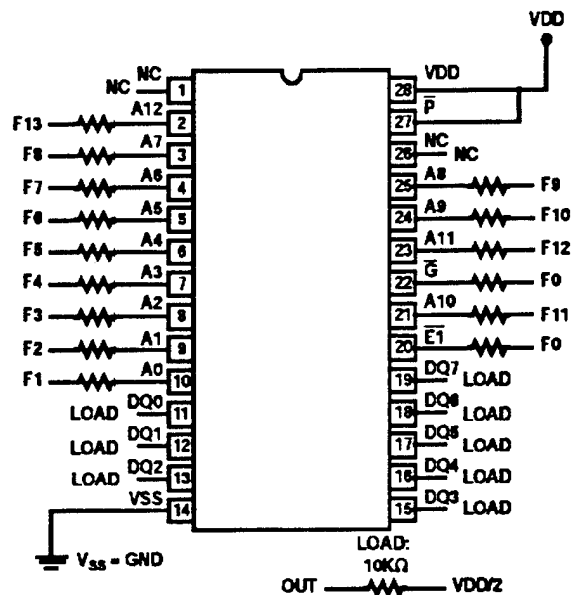 VDD
NC
NC 1
28 VDD
F13 A12 2
27 P̅
F8 A7 3
26 NC
NC
F7 A6 4
25 A8 F9
F6 A5 5
24 A9 F10
F5 A4 6
23 A11 F12
F4 A3 7
22 G̅ F0
F3 A2 8
21 A10 F11
F2 A1 9
20 E̅1̅ F0
F1 A0 10
19 DQ7 LOAD
LOAD DQ0 11
18 DQ6 LOAD
LOAD DQ1 12
17 DQ5 LOAD
LOAD DQ2 13
16 DQ4 LOAD
VSS 14
15 DQ3 LOAD
VSS = GND
LOAD:
10KΩ
OUT VDD/2